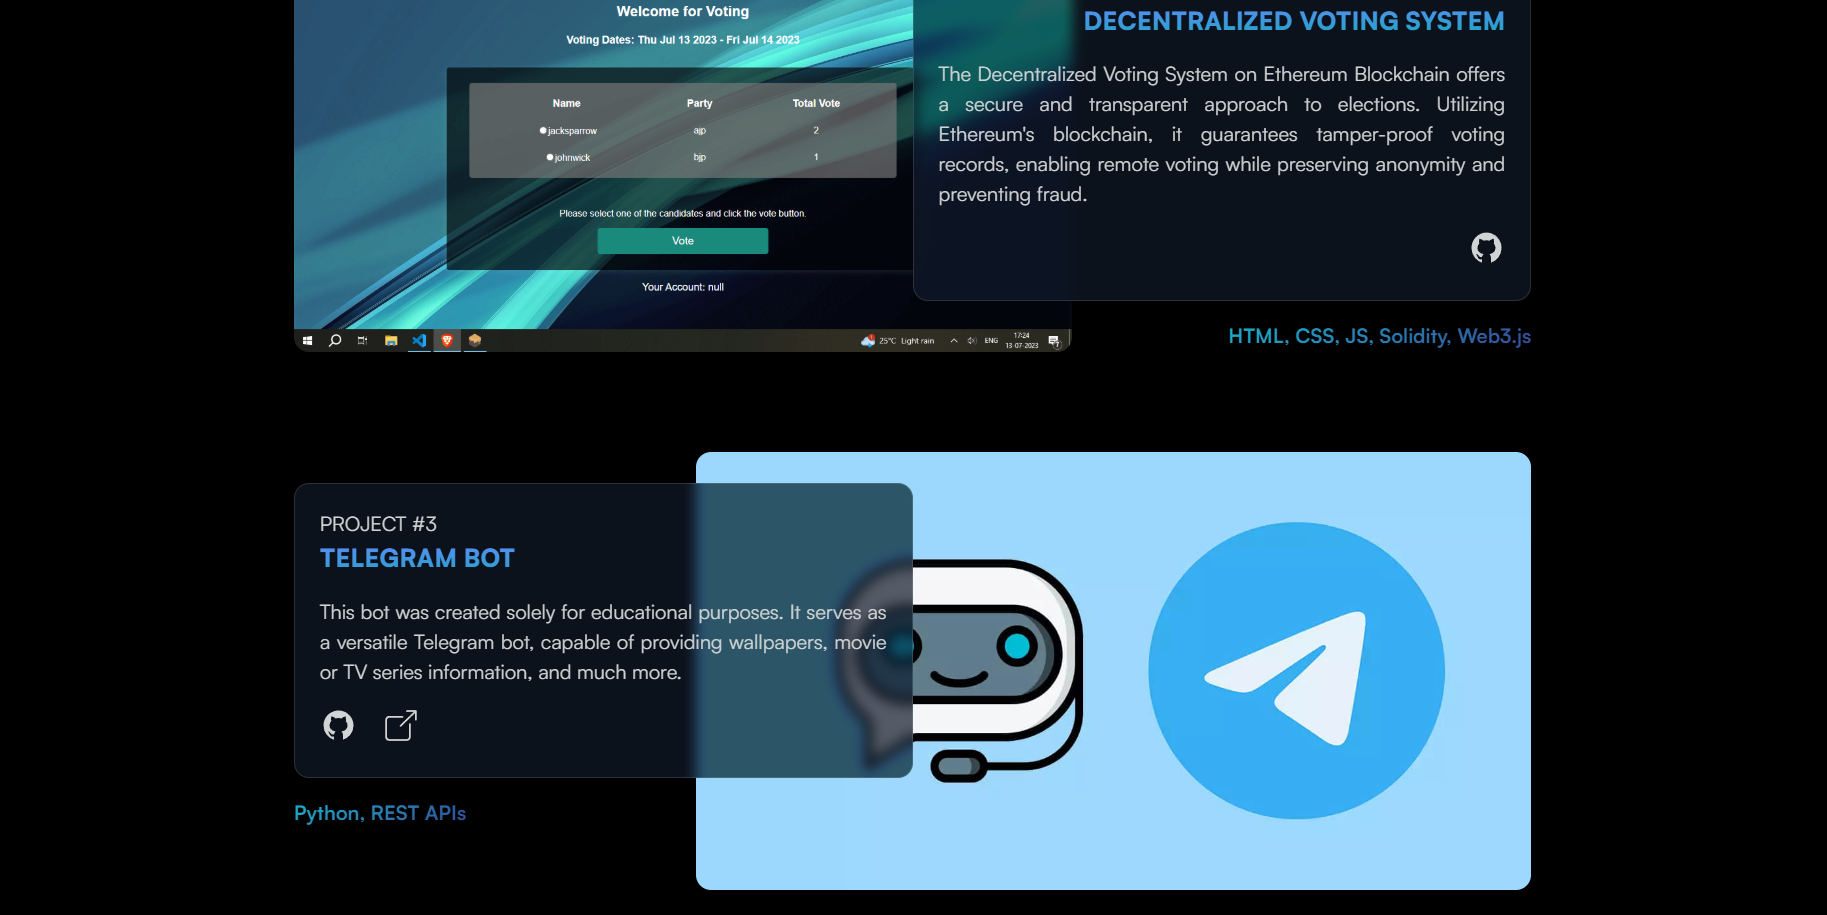 Welcome for Voting
Voting Dates: Thu Jul 13 2023 - Fri Jul 14 2023
Name Party Total Vote
jacksparrow ajp 2
johnwick bjp 1
Please select one of the candidates and click the vote button.
Vote
Your Account: null
25°C Light rain ENG 17:24
13-07-2023
DECENTRALIZED VOTING SYSTEM
The Decentralized Voting System on Ethereum Blockchain offers
a secure and transparent approach to elections. Utilizing
Ethereum's blockchain, it guarantees tamper-proof voting
records, enabling remote voting while preserving anonymity and
preventing fraud.
HTML, CSS, JS, Solidity, Web3.js
PROJECT #3
TELEGRAM BOT
This bot was created solely for educational purposes. It serves as
a versatile Telegram bot, capable of providing wallpapers, movie
or TV series information, and much more.
Python, REST APIs